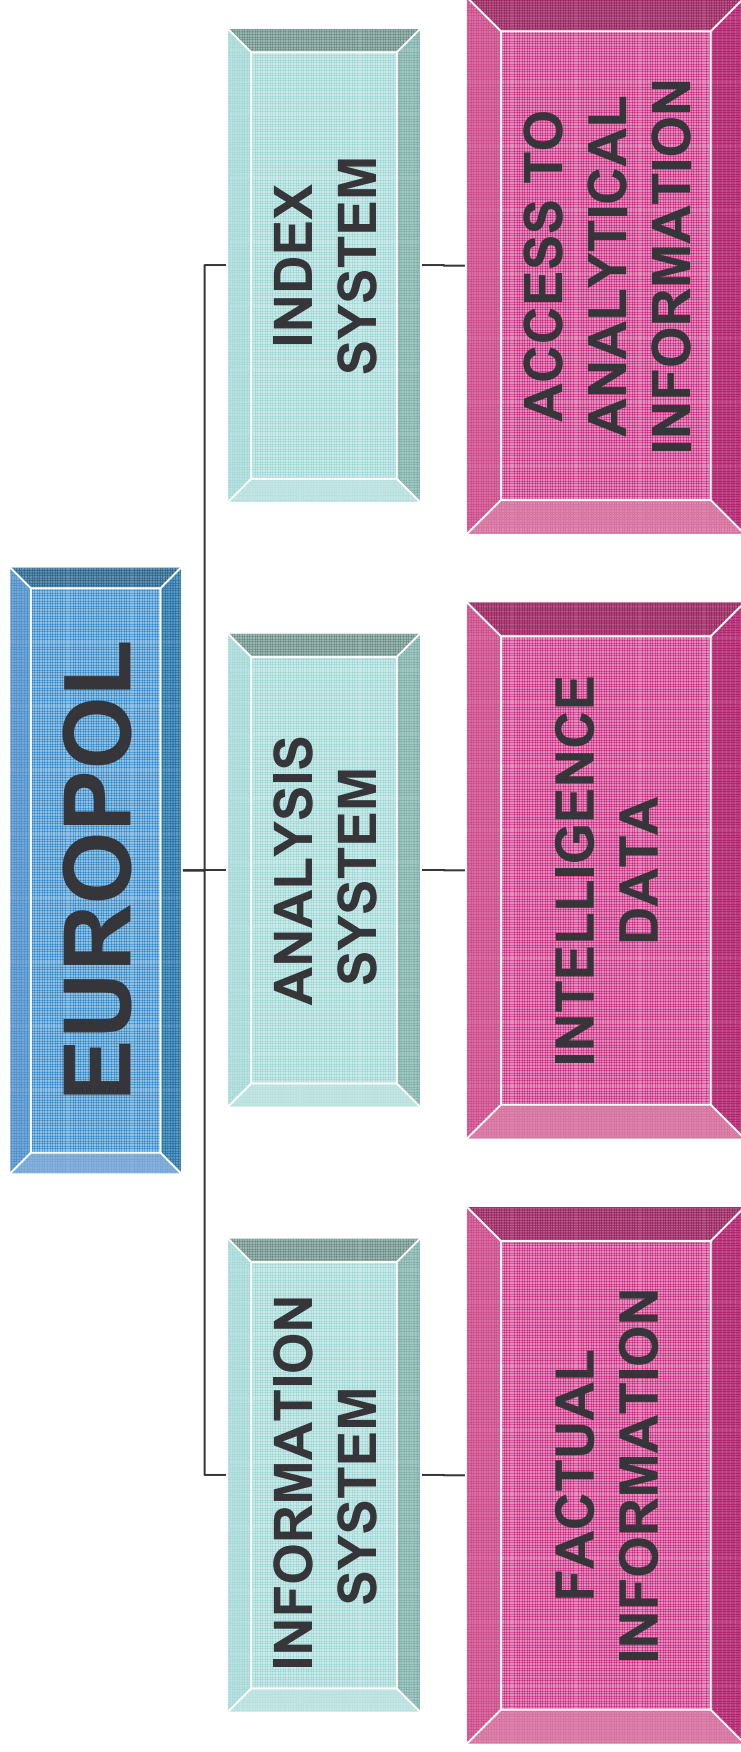 EUROPOL
INFORMATION
SYSTEM
ANALYSIS
SYSTEM
INDEX
SYSTEM
FACTUAL
INFORMATION
INTELLIGENCE
DATA
ACCESS TO
ANALYTICAL
INFORMATION